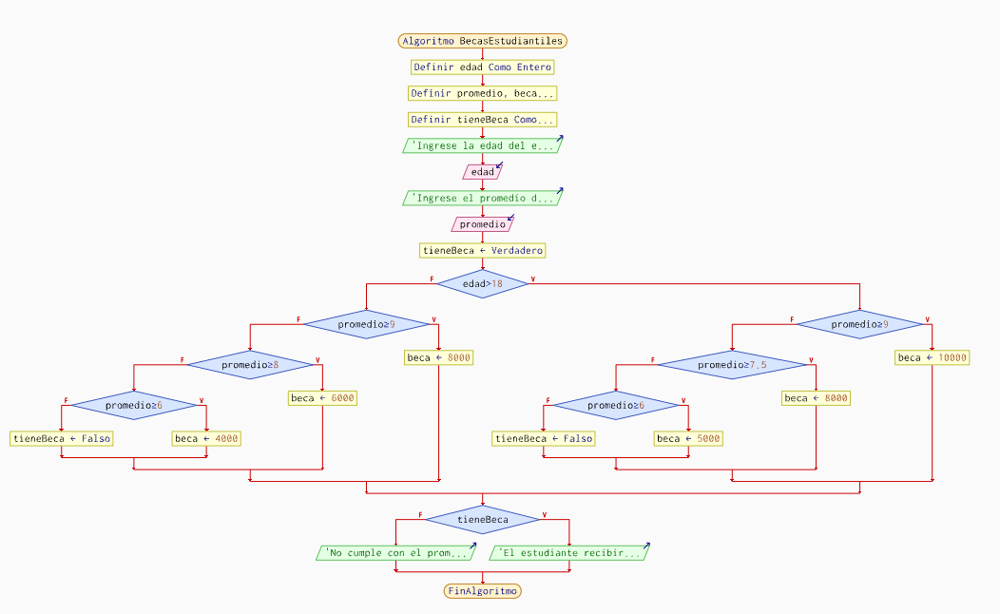 Algoritmo BecasEstudiantiles
Definir edad Como Entero
Definir promedio, beca...
Definir tieneBeca Como...
'Ingrese la edad del e...
edad
'Ingrese el promedio d...
promedio
tieneBeca ← Verdadero
F edad>18 V
F promedio≥9 V
F promedio≥9 V
F promedio≥8 V
beca ← 8000
F promedio≥7.5 V
beca ← 10000
F promedio≥6 V
beca ← 6000
F promedio≥6 V
beca ← 8000
tieneBeca ← Falso
beca ← 4000
tieneBeca ← Falso
beca ← 5000
F tieneBeca V
'No cumple con el prom...
'El estudiante recibir...
FinAlgoritmo